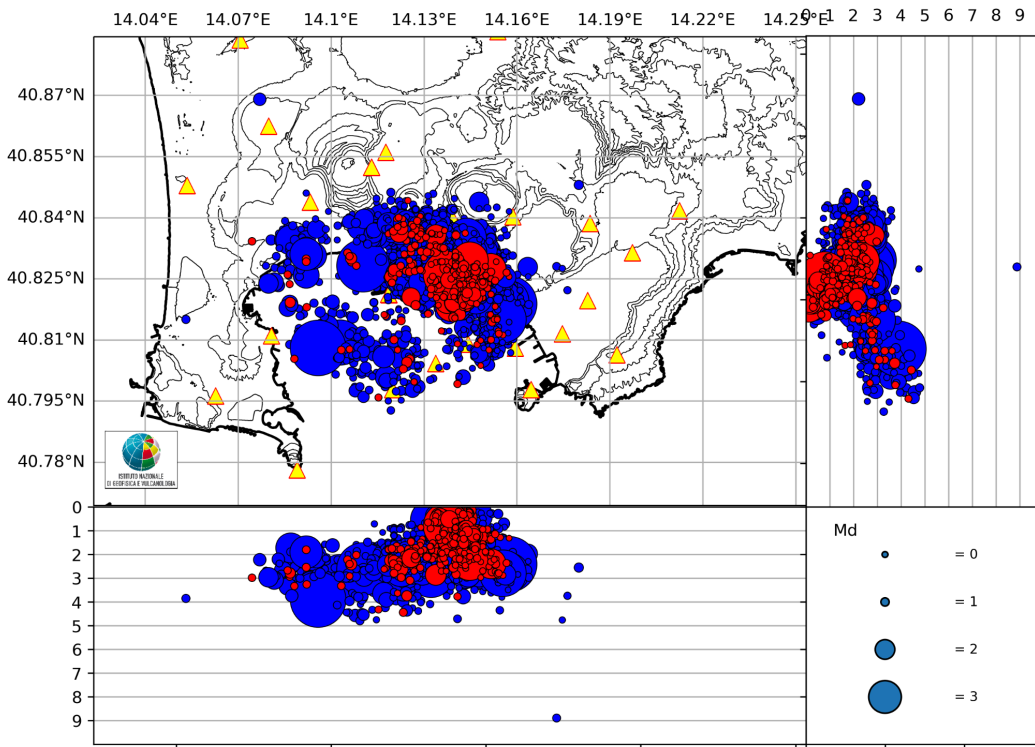 14.04°E 14.07°E 14.1°E 14.13°E 14.16°E 14.19°E 14.22°E 14.25°E
0 1 2 3 4 5 6 7 8 9
40.87°N
40.855°N
40.84°N
40.825°N
40.81°N
40.795°N
40.78°N
ISTITUTO NAZIONALE
DI GEOFISICA E VULCANOLOGIA
0
1
2
3
4
5
6
7
8
9
Md
= 0
= 1
= 2
= 3